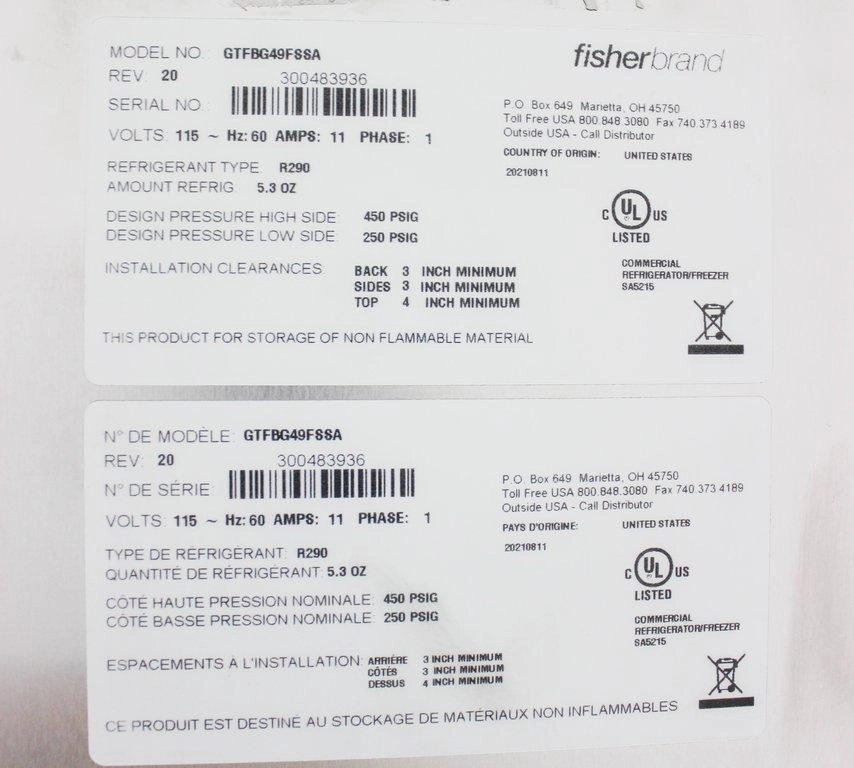 MODEL NO.: GTFBG49FSSA
fisherbrand
REV: 20
300483936
SERIAL NO.:
VOLTS: 115 ~ Hz: 60 AMPS: 11 PHASE: 1
P.O. Box 649 Marietta, OH 45750
Toll Free USA 800.848.3080 Fax 740.373.4189
Outside USA - Call Distributor
COUNTRY OF ORIGIN: UNITED STATES
20210811
REFRIGERANT TYPE: R290
AMOUNT REFRIG: 5.3 OZ
DESIGN PRESSURE HIGH SIDE: 450 PSIG
DESIGN PRESSURE LOW SIDE: 250 PSIG
C UL US
LISTED
COMMERCIAL
REFRIGERATOR/FREEZER
SA5215
INSTALLATION CLEARANCES: BACK 3 INCH MINIMUM
SIDES 3 INCH MINIMUM
TOP 4 INCH MINIMUM
THIS PRODUCT FOR STORAGE OF NON FLAMMABLE MATERIAL
N° DE MODÈLE: GTFBG49FSSA
REV: 20
300483936
N° DE SÉRIE:
VOLTS: 115 ~ Hz: 60 AMPS: 11 PHASE: 1
P.O. Box 649 Marietta, OH 45750
Toll Free USA 800.848.3080 Fax 740.373.4189
Outside USA - Call Distributor
PAYS D'ORIGINE: UNITED STATES
20210811
TYPE DE RÉFRIGÉRANT: R290
QUANTITÉ DE RÉFRIGÉRANT: 5.3 OZ
CÔTÉ HAUTE PRESSION NOMINALE: 450 PSIG
CÔTÉ BASSE PRESSION NOMINALE: 250 PSIG
C UL US
LISTED
COMMERCIAL
REFRIGERATOR/FREEZER
SA5215
ESPACEMENTS À L'INSTALLATION: ARRIÈRE 3 INCH MINIMUM
CÔTÉS 3 INCH MINIMUM
DESSUS 4 INCH MINIMUM
CE PRODUIT EST DESTINÉ AU STOCKAGE DE MATÉRIAUX NON INFLAMMABLES